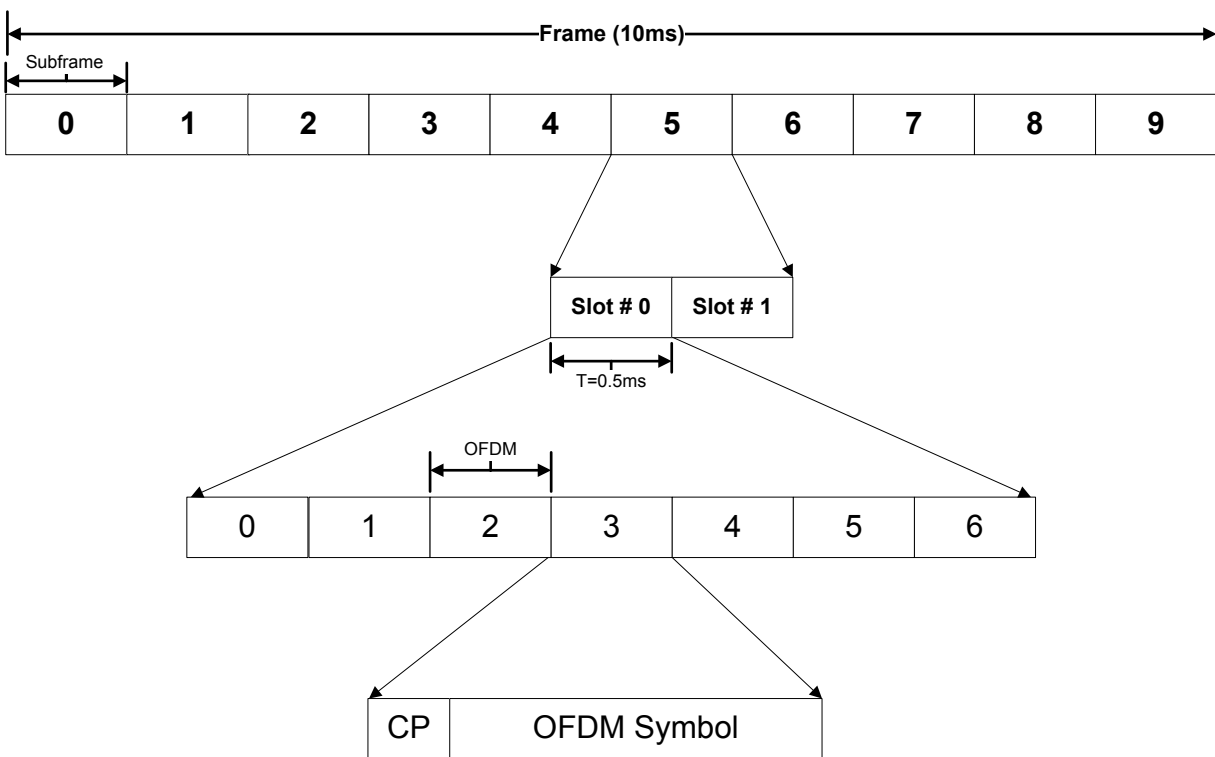 Frame (10ms)
Subframe
0 1 2 3 4 5 6 7 8 9
Slot # 0 Slot # 1
T=0.5ms
OFDM
0 1 2 3 4 5 6
CP OFDM Symbol